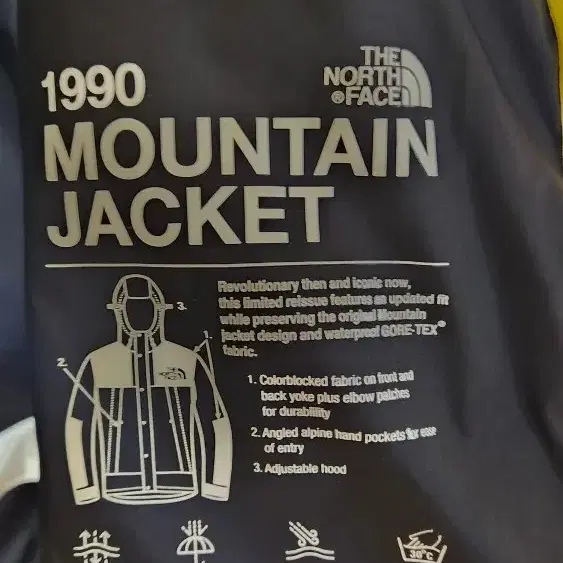 THE
NORTH
®FACE
1990
MOUNTAIN
JACKET
Revolutionary then and iconic now,
this limited reissue features an updated fit
while preserving the original Mountain
jacket design and waterproof GORE-TEX®
fabric.
3.
1.
2.
1. Colorblocked fabric on front and
back yoke plus elbow patches
for durability
2. Angled alpine hand pockets for ease
of entry
3. Adjustable hood
30°C